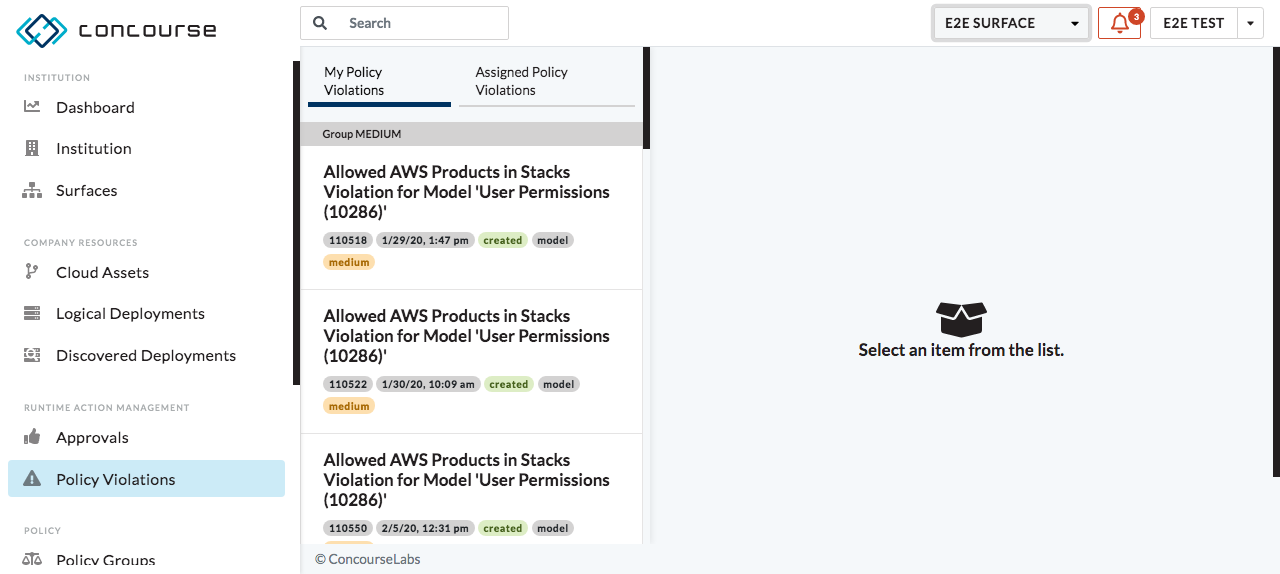 concourse
Search
E2E SURFACE
3
E2E TEST
INSTITUTION
Dashboard
Institution
Surfaces
COMPANY RESOURCES
Cloud Assets
Logical Deployments
Discovered Deployments
RUNTIME ACTION MANAGEMENT
Approvals
Policy Violations
POLICY
Policy Groups
My Policy
Violations
Assigned Policy
Violations
Group MEDIUM
Allowed AWS Products in Stacks
Violation for Model 'User Permissions
(10286)'
110518 1/29/20, 1:47 pm created model
medium
Allowed AWS Products in Stacks
Violation for Model 'User Permissions
(10286)'
110522 1/30/20, 10:09 am created model
medium
Allowed AWS Products in Stacks
Violation for Model 'User Permissions
(10286)'
110550 2/5/20, 12:31 pm created model
© ConcourseLabs
Select an item from the list.